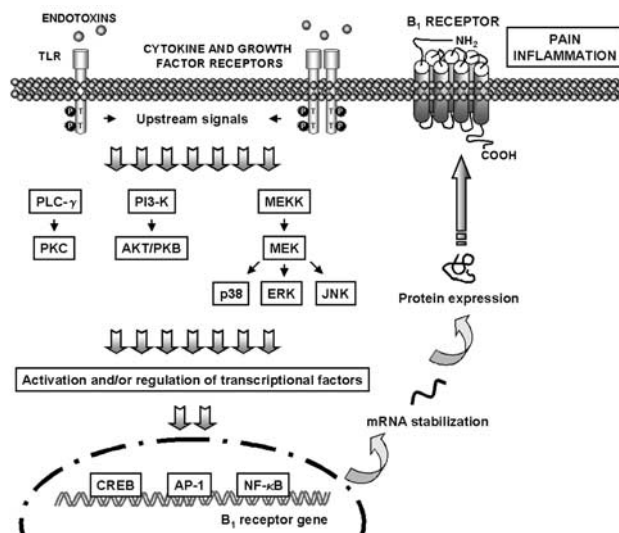 ENDOTOXINS
TLR
CYTOKINE AND GROWTH
FACTOR RECEPTORS
B1 RECEPTOR
NH2
PAIN
INFLAMMATION
P T T P
P T T P
Upstream signals
COOH
PLC-γ
PI3-K
MEKK
PKC
AKT/PKB
MEK
p38
ERK
JNK
Protein expression
Activation and/or regulation of transcriptional factors
mRNA stabilization
CREB
AP-1
NF-κB
B1 receptor gene